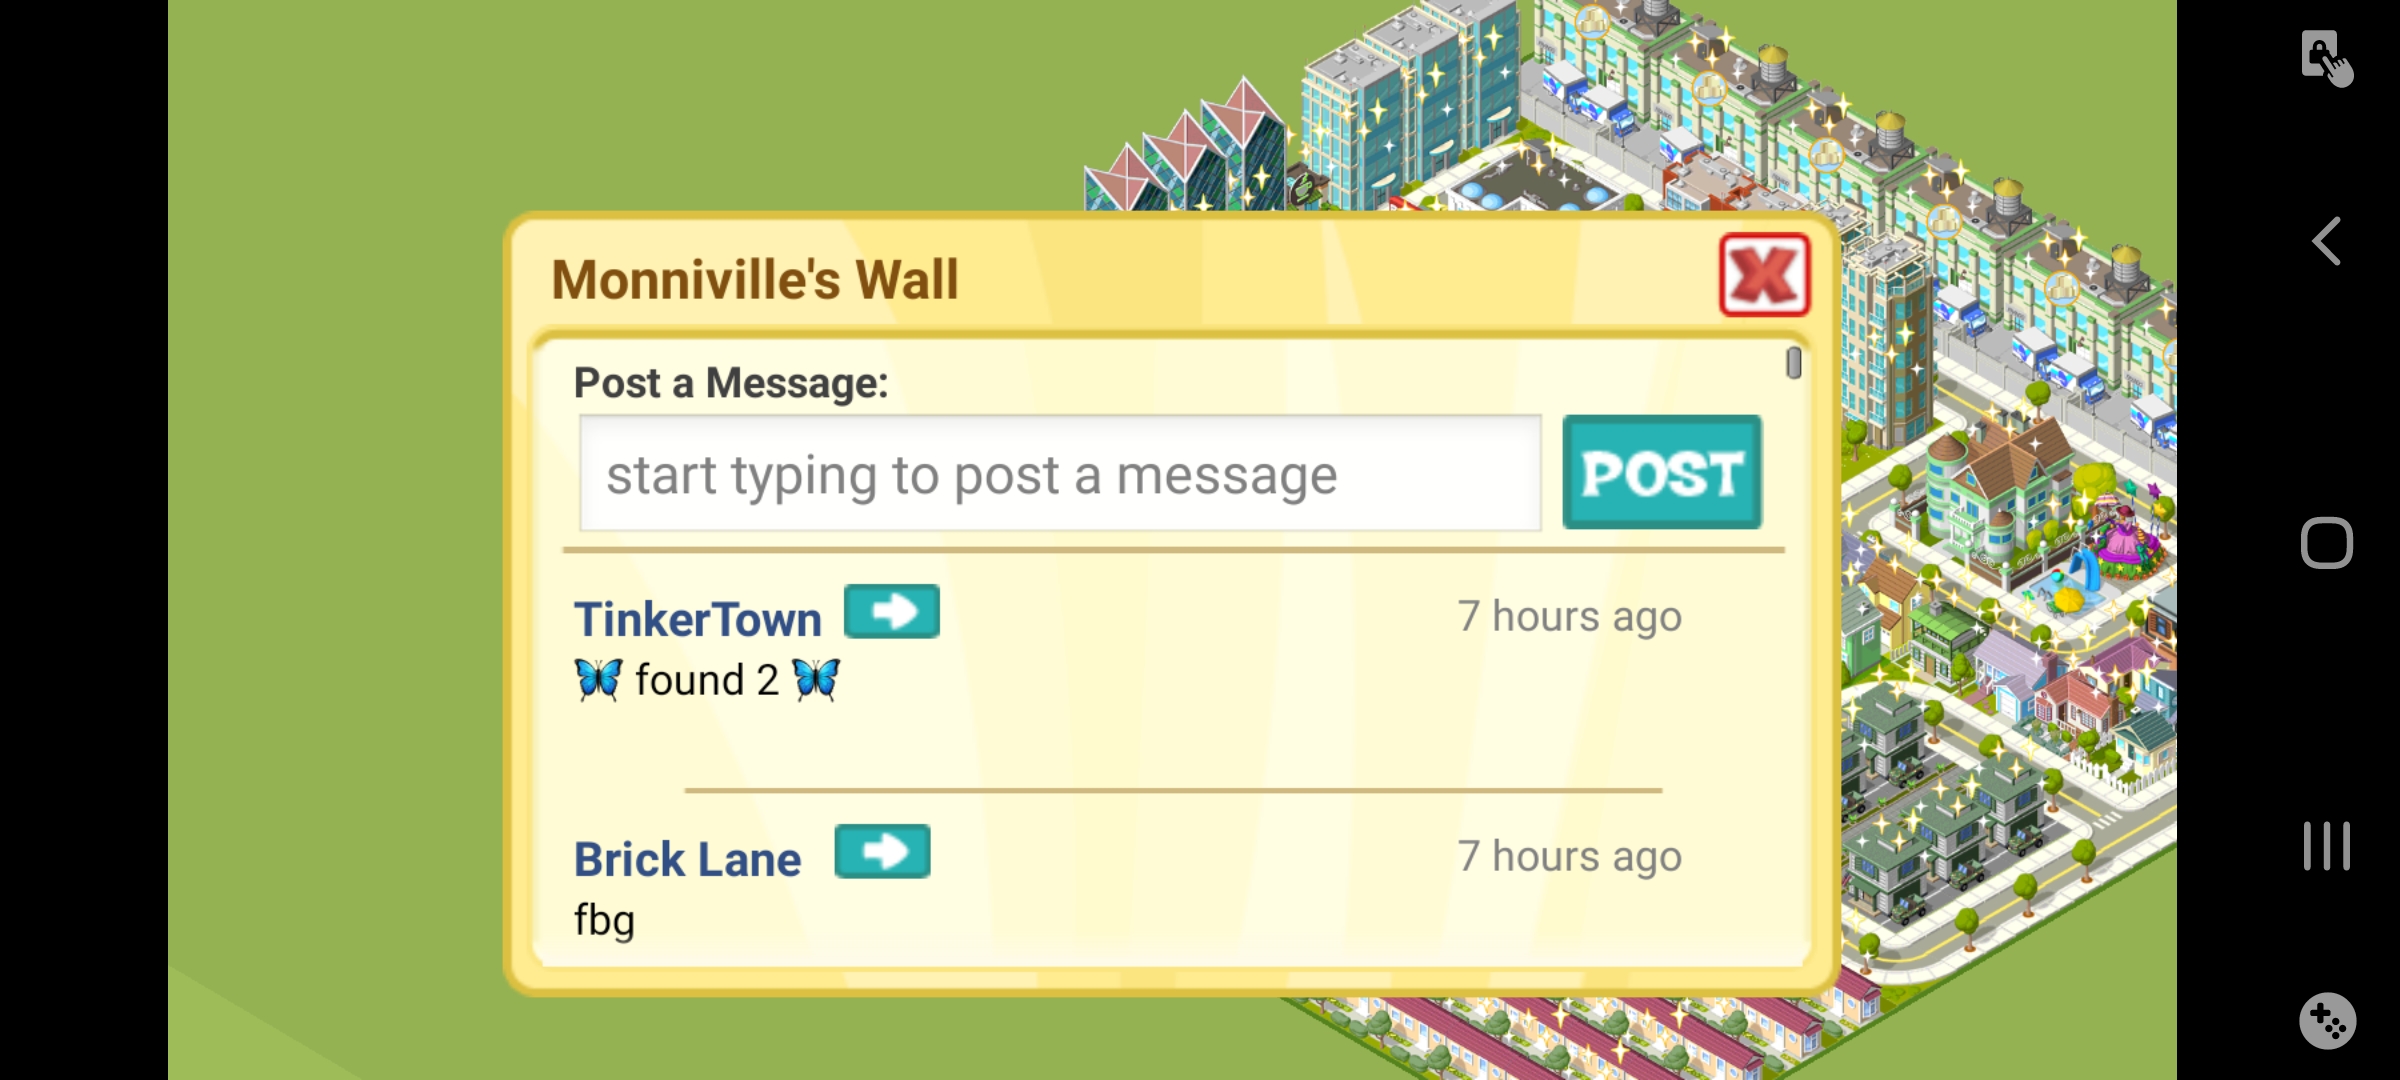 Monniville's Wall
Post a Message:
start typing to post a message
POST
TinkerTown
7 hours ago
🦋 found 2 🦋
Brick Lane
7 hours ago
fbg